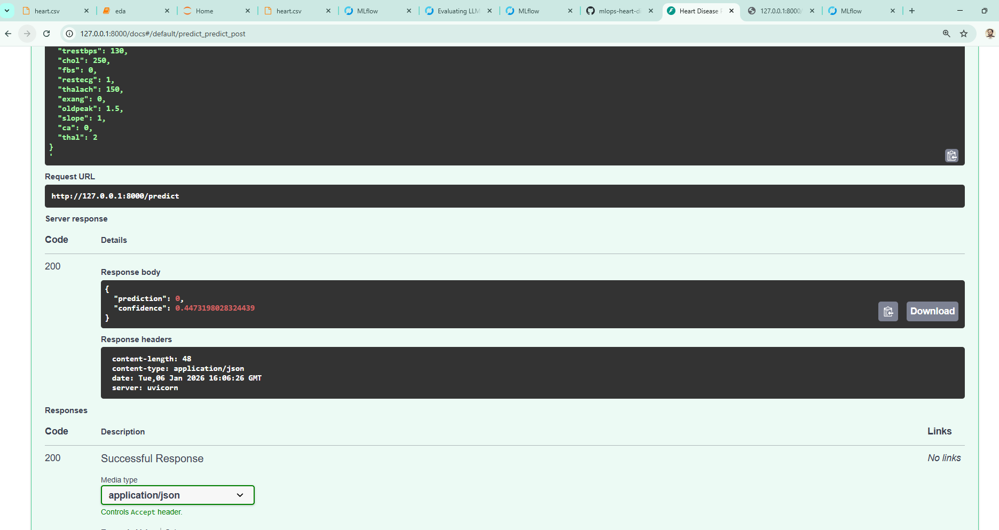 heart.csv
eda
Home
heart.csv
MLflow
Evaluating LLM
MLflow
mlops-heart-di
Heart Disease
127.0.0.1:8000/
MLflow
127.0.0.1:8000/docs#/default/predict_predict_post
"trestbps": 130,
"chol": 250,
"fbs": 0,
"restecg": 1,
"thalach": 150,
"exang": 0,
"oldpeak": 1.5,
"slope": 1,
"ca": 0,
"thal": 2
}
'
Request URL
http://127.0.0.1:8000/predict
Server response
Code Details
200
Response body
{
"prediction": 0,
"confidence": 0.4473198028324439
}
Download
Response headers
content-length: 48
content-type: application/json
date: Tue,06 Jan 2026 16:06:26 GMT
server: uvicorn
Responses
Code Description Links
200 Successful Response No links
Media type
application/json
Controls Accept header.